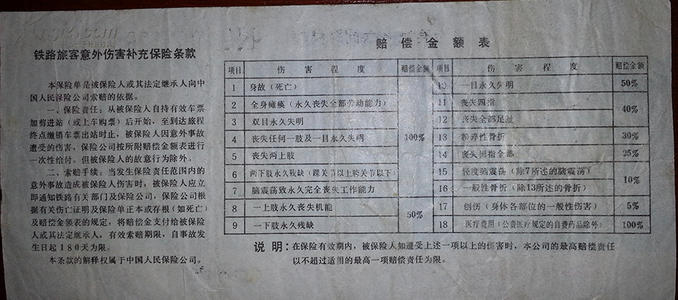 铁路旅客意外伤害补充保险条款
本保险单是被保险人或其法定继承人向中
国人民保险公司索赔的依据。
一、保险责任：从被保险人自持有效车票
加剪进站（或上车购票）后开始，至到达旅程
终点缴销车票出站时止，被保险人因意外事故
遭受的伤害，保险公司按所附赔偿金额表进行
一次性给付。但被保险人的故意行为除外。
二、索赔手续：当发生保险责任范围内的
意外事故造成被保险人伤害时，被保险人应立
即通知铁路有关部门及保险公司，保险公司根
据有关伤亡证明及保险单正本或存根（如死亡）
及赔偿金额表的规定，将赔偿金支付给被保险
人或其法定继承人，有效索赔期限，自事故发
生日起180天为限。
本条款的解释权属于中国人民保险公司。
赔偿金额表
项目 伤害程度 赔偿金额 项目 伤害程度 赔偿金额
1 身故（死亡）
2 全身瘫痪（永久丧失全部劳动能力）
3 双目永久失明
4 丧失任何一肢及一目永久失明
5 丧失两上肢
6 两下肢永久残缺（踝关节以上的关节以下）
7 脑震荡致永久完全丧失工作能力
100%
8 一上肢永久丧失机能
9 一下肢永久残缺
50%
10 一目永久失明 50%
11 丧失四指
12 丧失全部足趾
40%
13 粉碎性骨折 30%
14 丧失拇指全部 25%
15 轻度脑震荡（除7所述的脑震荡）
16 一般性骨折（除13所述的骨折）
10%
17 创伤（身体各部位的一般性伤害） 5%
18 医疗费用（公费医疗规定的自费药品除外） 100%
说明：在保险有效期内，被保险人如遭受上述一项以上的伤害时，本公司的最高赔偿责任
以不超过适用的最高一项赔偿责任为限。